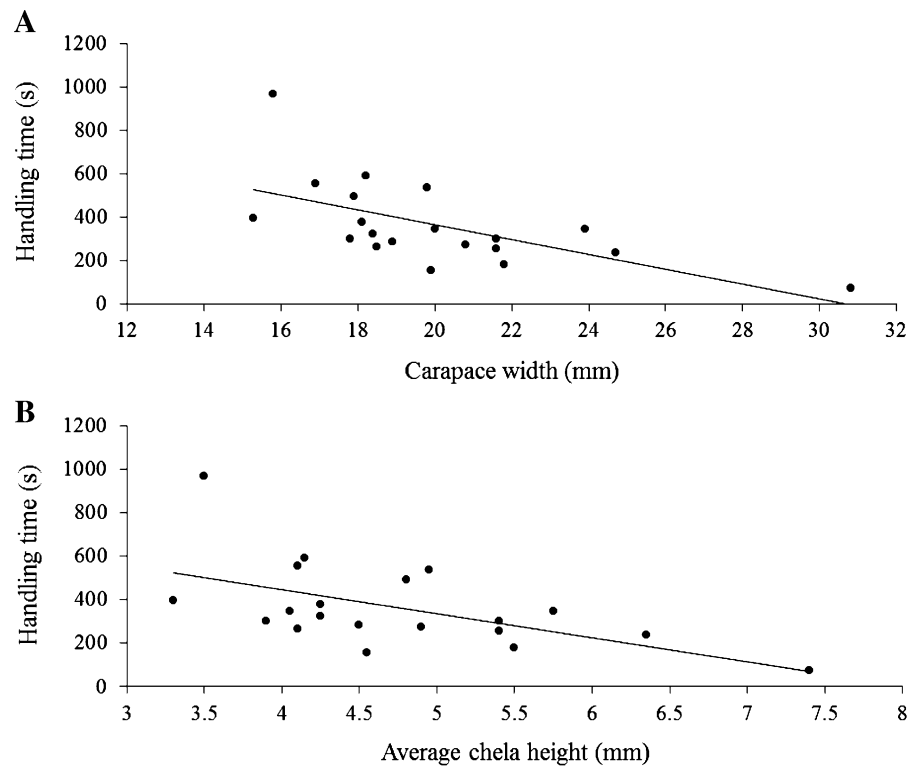 A
1200
1000
800
600
400
200
0
Handling time (s)
12 14 16 18 20 22 24 26 28 30 32
Carapace width (mm)
B
1200
1000
800
600
400
200
0
Handling time (s)
3 3.5 4 4.5 5 5.5 6 6.5 7 7.5 8
Average chela height (mm)